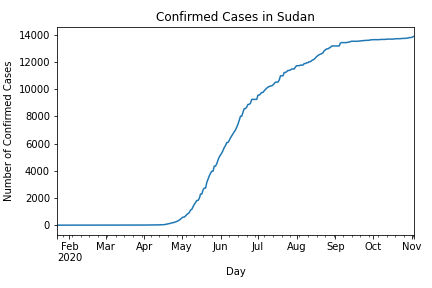 Confirmed Cases in Sudan
Number of Confirmed Cases
14000
12000
10000
8000
6000
4000
2000
0
Feb Mar Apr May Jun Jul Aug Sep Oct Nov
2020
Day